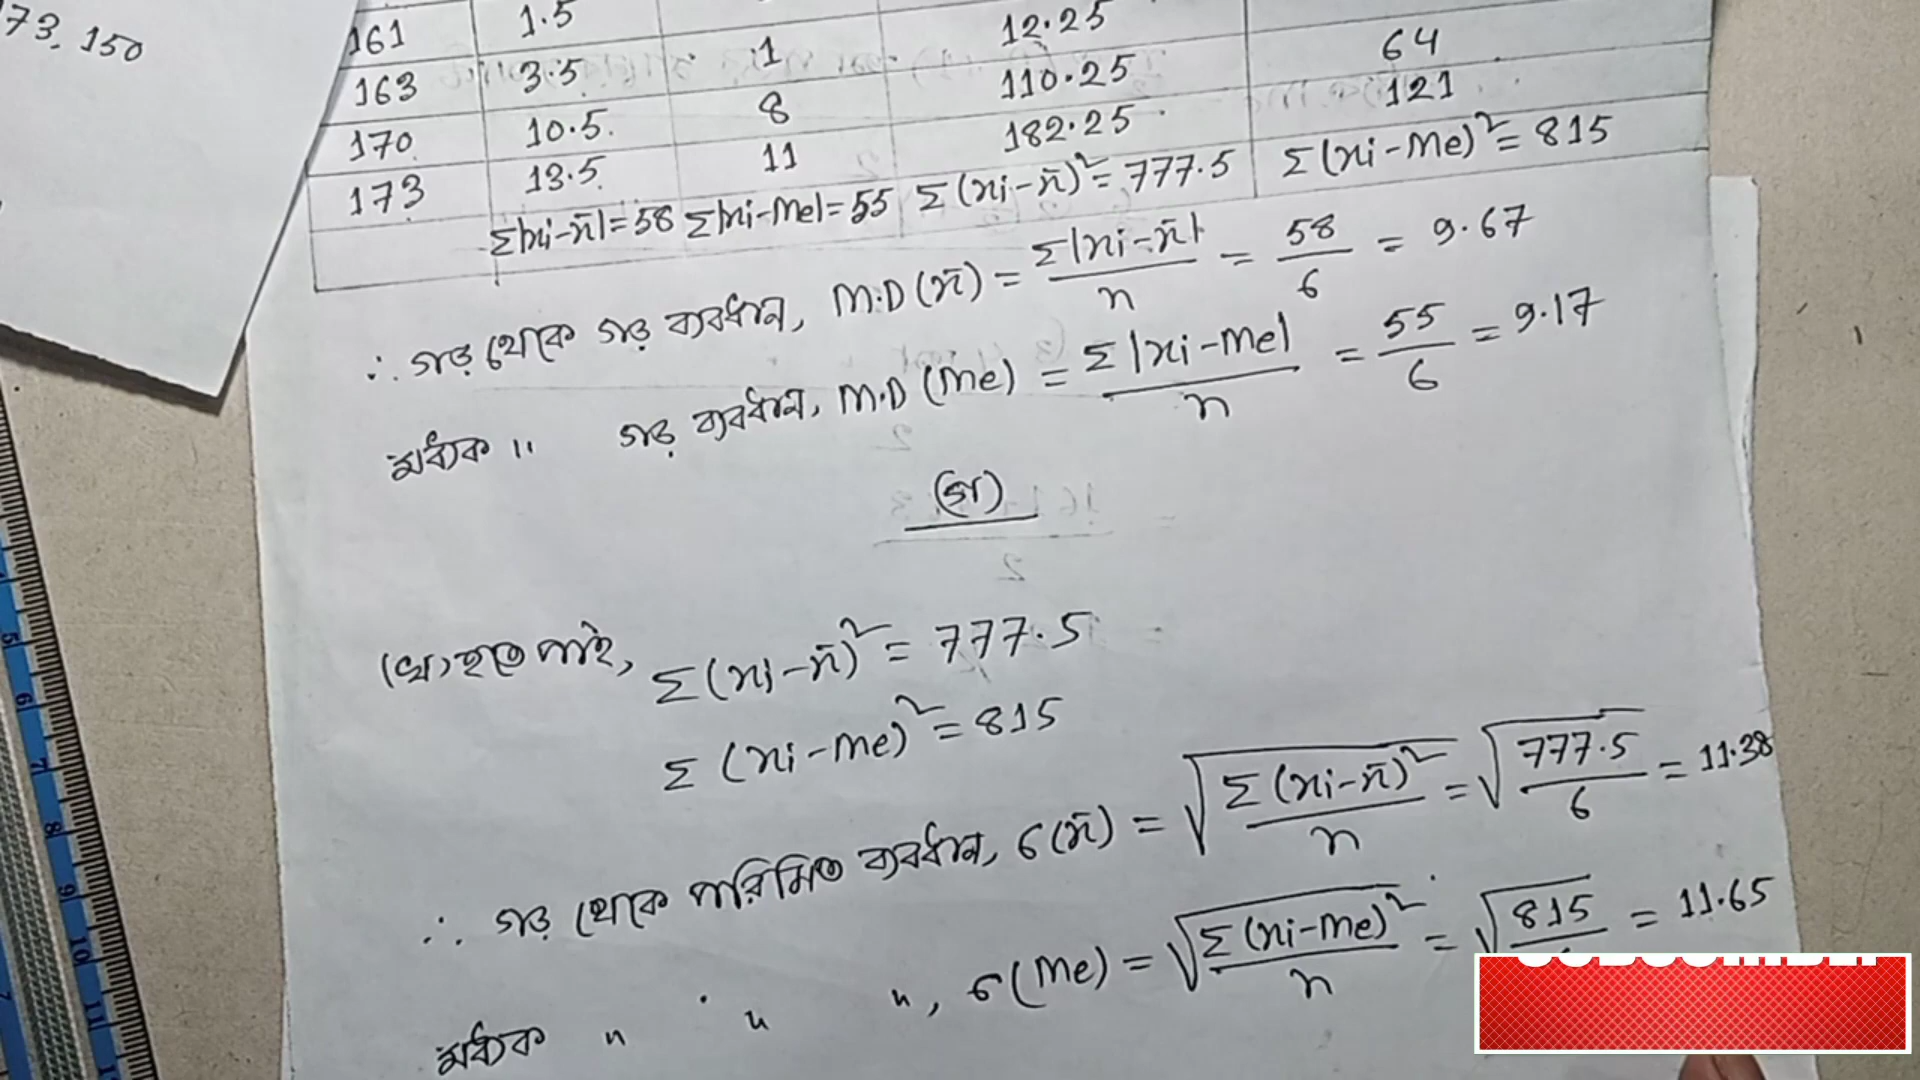 73. 150
161 1.5
163 3.5 1 12.25
170 10.5 8 110.25 64
173 13.5 11 182.25 121
Σ|xi-x̄|=58 Σ|xi-Me|=55 Σ(xi-x̄)²=777.5 Σ(xi-Me)²=815
∴ গড় থেকে গড় ব্যবধান, M.D(x̄) = Σ|xi-x̄|/n = 58/6 = 9.67
মধ্যক " গড় ব্যবধান, M.D(Me) = Σ|xi-Me|/n = 55/6 = 9.17
(গ)
(খ) হতে পাই, Σ(xi-x̄)² = 777.5
Σ(xi-Me)² = 815
∴ গড় থেকে পরিমিত ব্যবধান, σ(x̄) = √(Σ(xi-x̄)²/n) = √(777.5/6) = 11.38
মধ্যক " " ", σ(Me) = √(Σ(xi-Me)²/n) = √(815/ = 11.65